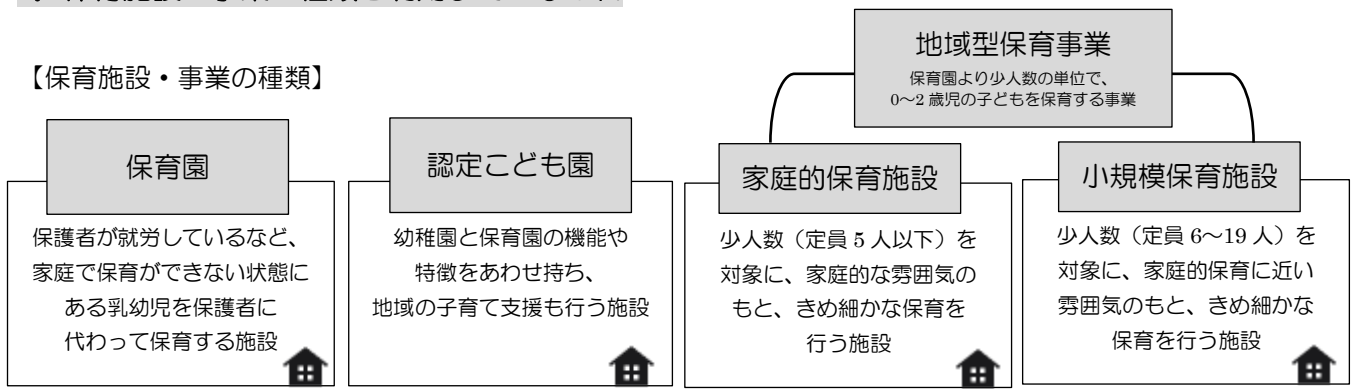 【保育施設・事業の種類】
地域型保育事業
保育園より少人数の単位で、
0～2 歳児の子どもを保育する事業
保育園
保護者が就労しているなど、
家庭で保育ができない状態に
ある乳幼児を保護者に
代わって保育する施設
認定こども園
幼稚園と保育園の機能や
特徴をあわせ持ち、
地域の子育て支援も行う施設
家庭的保育施設
少人数（定員 5 人以下）を
対象に、家庭的な雰囲気の
もと、きめ細かな保育を
行う施設
小規模保育施設
少人数（定員 6～19 人）を
対象に、家庭的保育に近い
雰囲気のもと、きめ細かな
保育を行う施設